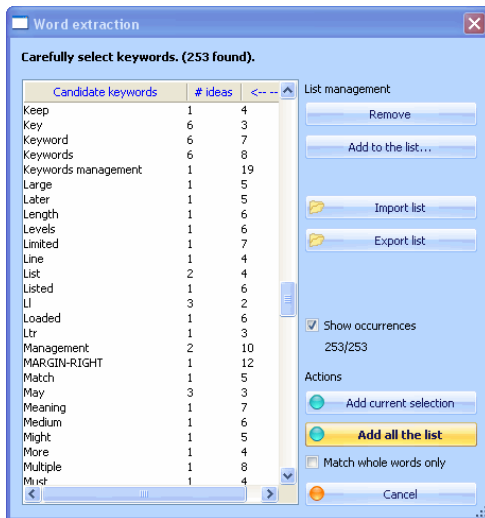 Word extraction
Carefully select keywords. (253 found).
Candidate keywords # ideas <-- --
Keep 1 4
Key 6 3
Keyword 6 7
Keywords 6 8
Keywords management 1 19
Large 1 5
Later 1 5
Length 1 6
Levels 1 6
Limited 1 7
Line 1 4
List 2 4
Listed 1 6
Ll 3 2
Loaded 1 6
Ltr 1 3
Management 2 10
MARGIN-RIGHT 1 12
Match 1 5
May 3 3
Meaning 1 7
Medium 1 6
Might 1 5
More 1 4
Multiple 1 8
Must 1 4
List management
Remove
Add to the list...
Import list
Export list
Show occurrences
253/253
Actions
Add current selection
Add all the list
Match whole words only
Cancel